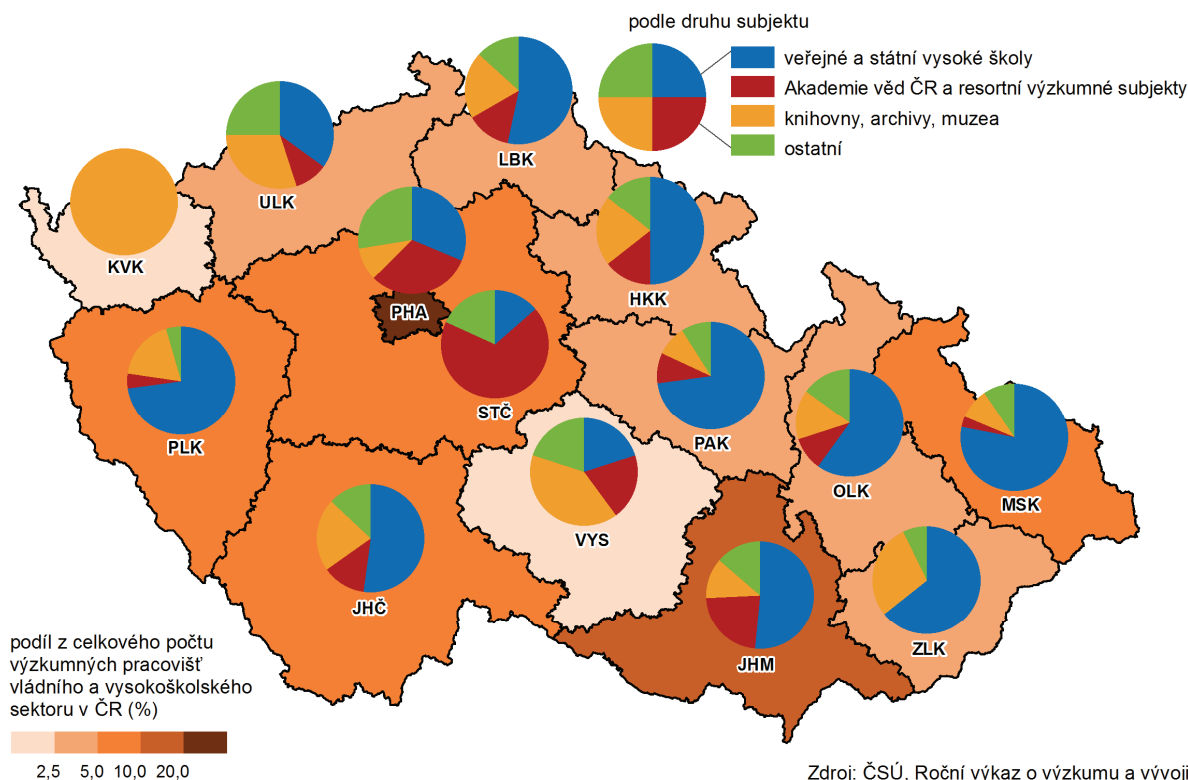 podle druhu subjektu
veřejné a státní vysoké školy
Akademie věd ČR a resortní výzkumné subjekty
knihovny, archivy, muzea
ostatní
LBK
ULK
KVK
HKK
PHA
STČ
PLK
PAK
OLK
MSK
VYS
JHČ
JHM
ZLK
podíl z celkového počtu
výzkumných pracovišť
vládního a vysokoškolského
sektoru v ČR (%)
2,5 5,0 10,0 20,0
Zdroj: ČSÚ. Roční výkaz o výzkumu a vývoji